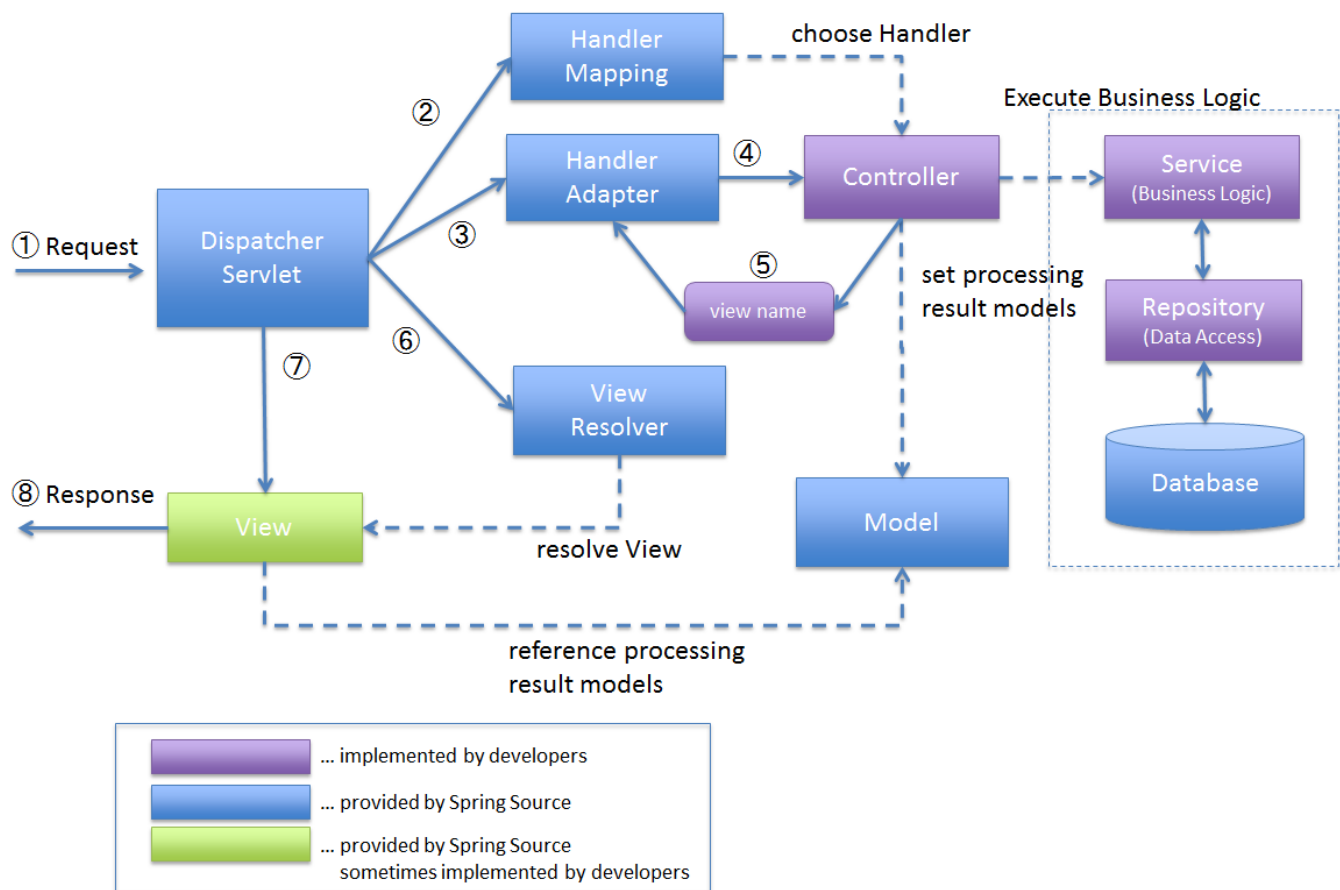 Handler
Mapping
choose Handler
②
Execute Business Logic
Handler
Adapter
④
Controller
Service
(Business Logic)
① Request
Dispatcher
Servlet
③
⑤
view name
set processing
result models
Repository
(Data Access)
⑥
⑦
View
Resolver
Database
⑧ Response
View
resolve View
Model
reference processing
result models
... implemented by developers
... provided by Spring Source
... provided by Spring Source
sometimes implemented by developers